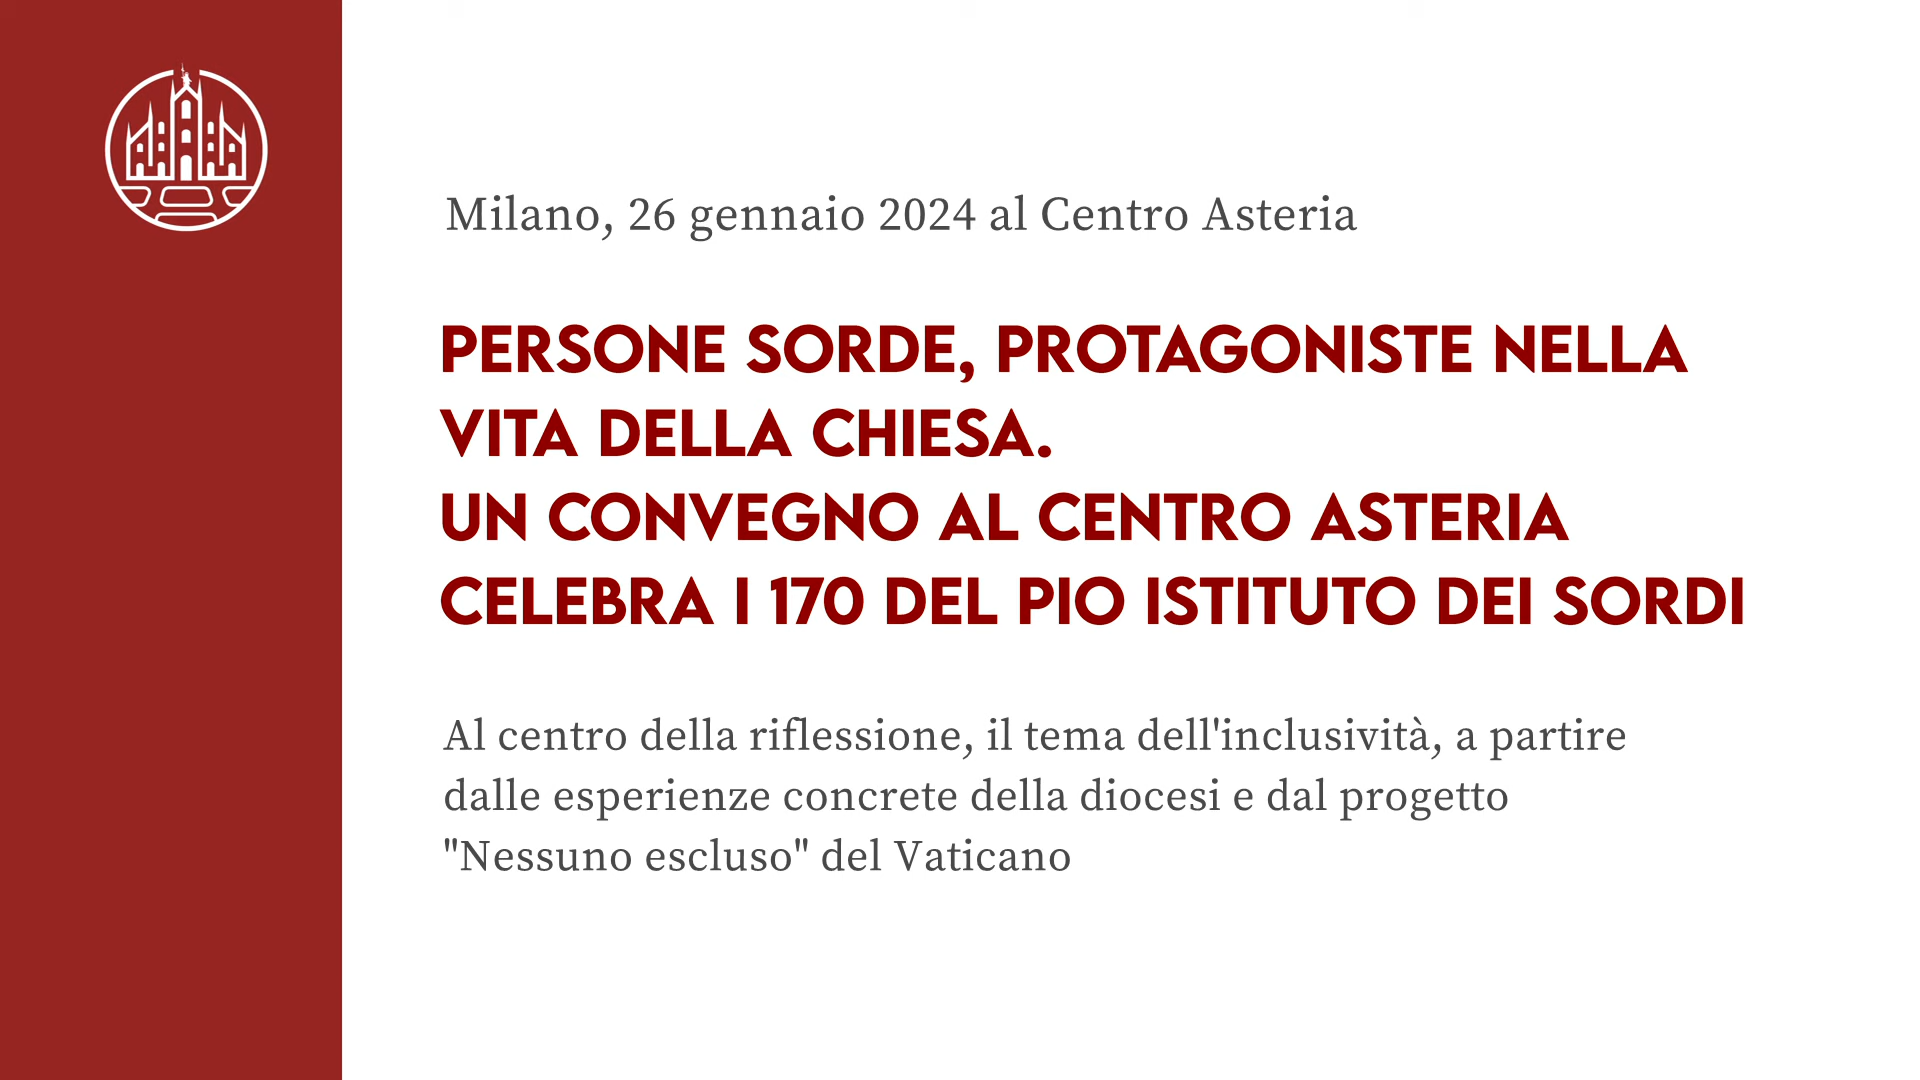 Milano, 26 gennaio 2024 al Centro Asteria
PERSONE SORDE, PROTAGONISTE NELLA
VITA DELLA CHIESA.
UN CONVEGNO AL CENTRO ASTERIA
CELEBRA I 170 DEL PIO ISTITUTO DEI SORDI
Al centro della riflessione, il tema dell'inclusività, a partire
dalle esperienze concrete della diocesi e dal progetto
"Nessuno escluso" del Vaticano